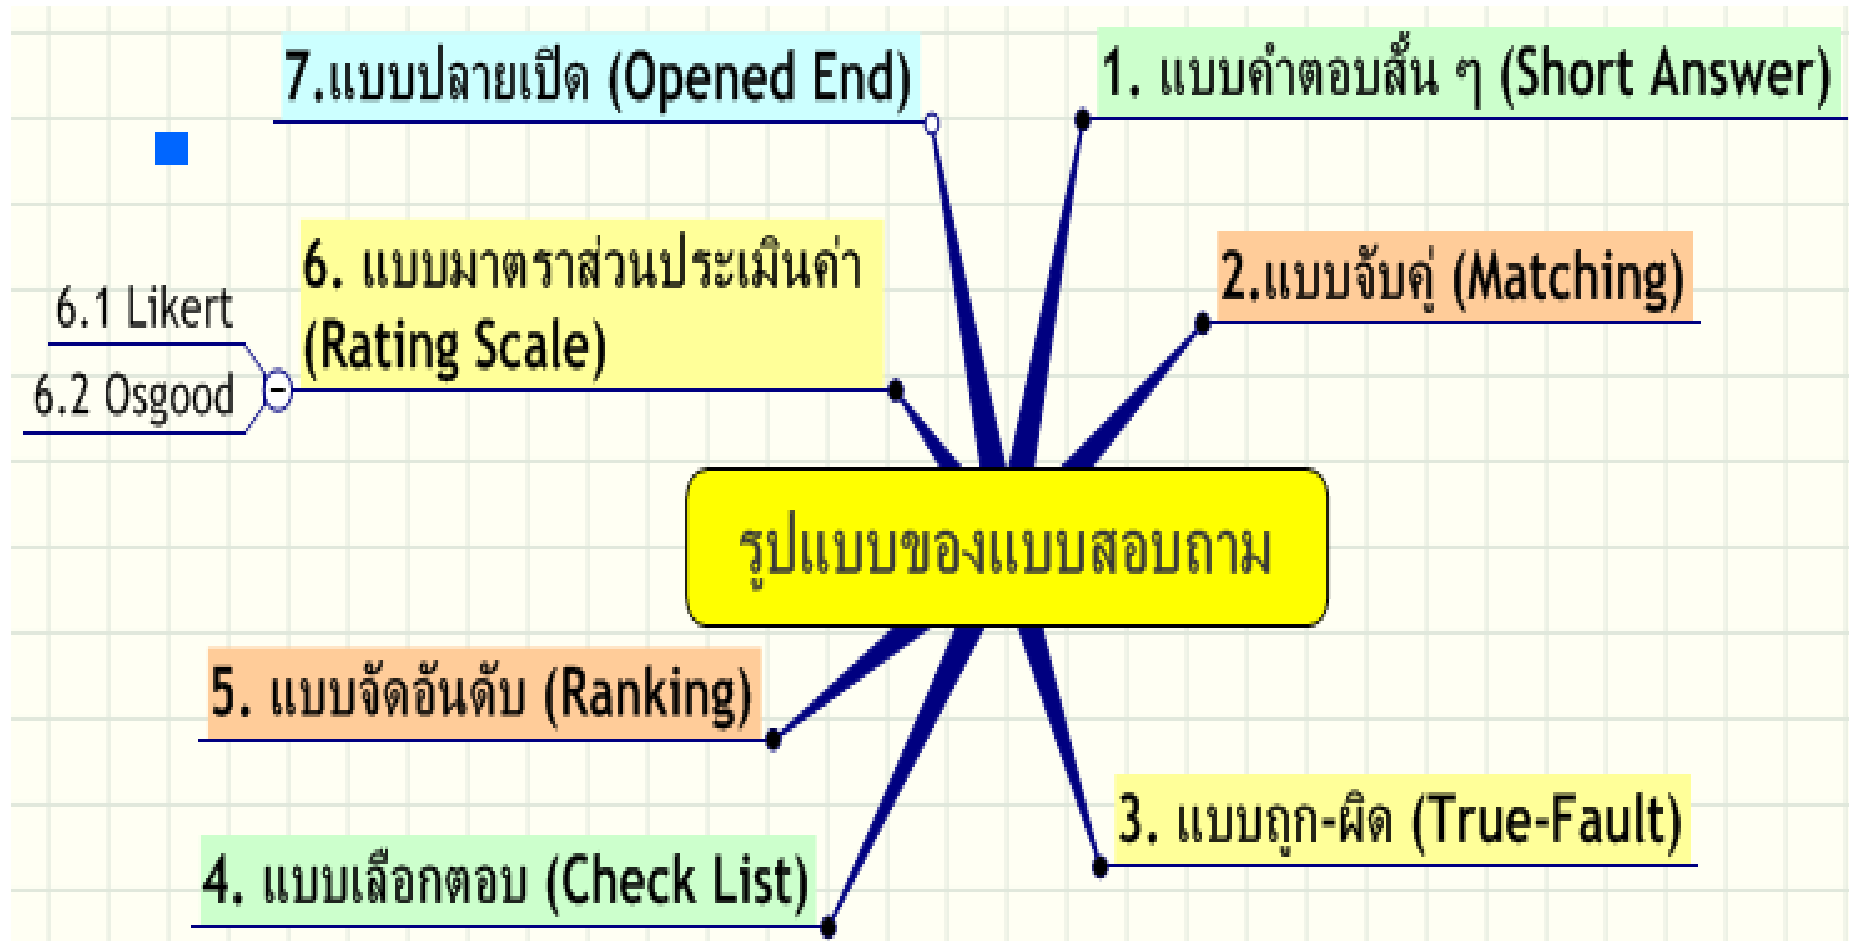 รูปแบบของแบบสอบถาม
1. แบบคำตอบสั้น ๆ (Short Answer)
2.แบบจับคู่ (Matching)
3. แบบถูก-ผิด (True-Fault)
4. แบบเลือกตอบ (Check List)
5. แบบจัดอันดับ (Ranking)
6. แบบมาตราส่วนประเมินค่า
(Rating Scale)
6.1 Likert
6.2 Osgood
7.แบบปลายเปิด (Opened End)